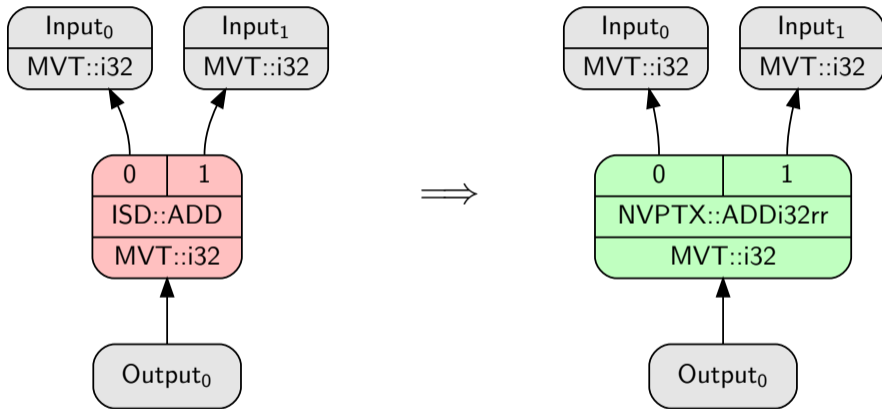 Input₀
MVT::i32
Input₁
MVT::i32
0
1
ISD::ADD
MVT::i32
Output₀
⟹
Input₀
MVT::i32
Input₁
MVT::i32
0
1
NVPTX::ADDi32rr
MVT::i32
Output₀